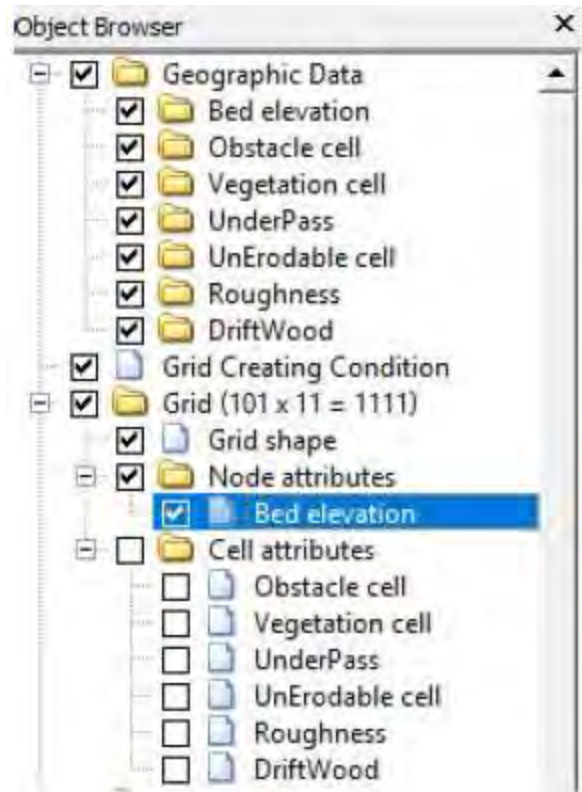 Object Browser
Geographic Data
Bed elevation
Obstacle cell
Vegetation cell
UnderPass
UnErodable cell
Roughness
DriftWood
Grid Creating Condition
Grid (101 x 11 = 1111)
Grid shape
Node attributes
Bed elevation
Cell attributes
Obstacle cell
Vegetation cell
UnderPass
UnErodable cell
Roughness
DriftWood